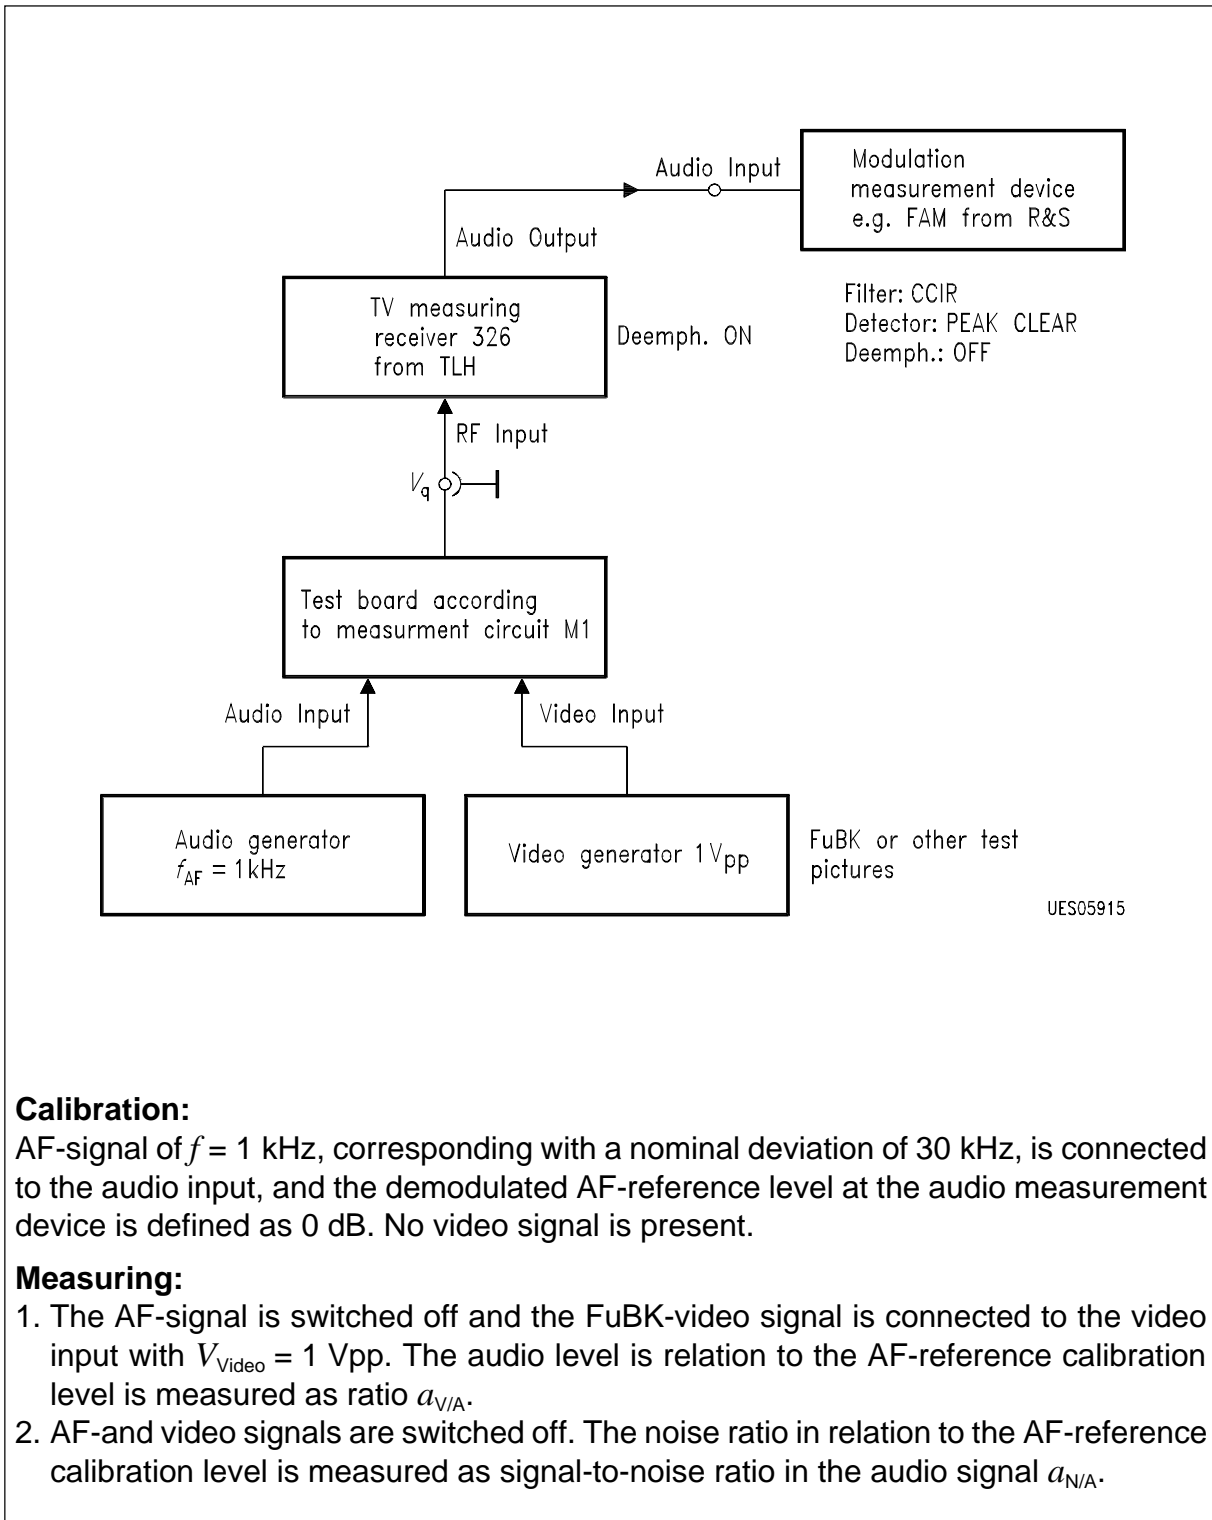 Modulation
measurement device
e.g. FAM from R&S
Audio Input
Audio Output
Filter: CCIR
Detector: PEAK CLEAR
Deemph.: OFF
TV measuring
receiver 326
from TLH
Deemph. ON
RF Input
Vq
Test board according
to measurment circuit M1
Audio Input
Video Input
Audio generator
fAF = 1kHz
Video generator 1Vpp
FuBK or other test
pictures
UES05915
Calibration:
AF-signal of f = 1 kHz, corresponding with a nominal deviation of 30 kHz, is connected
to the audio input, and the demodulated AF-reference level at the audio measurement
device is defined as 0 dB. No video signal is present.
Measuring:
1. The AF-signal is switched off and the FuBK-video signal is connected to the video
input with VVideo = 1 Vpp. The audio level is relation to the AF-reference calibration
level is measured as ratio aV/A.
2. AF-and video signals are switched off. The noise ratio in relation to the AF-reference
calibration level is measured as signal-to-noise ratio in the audio signal aN/A.